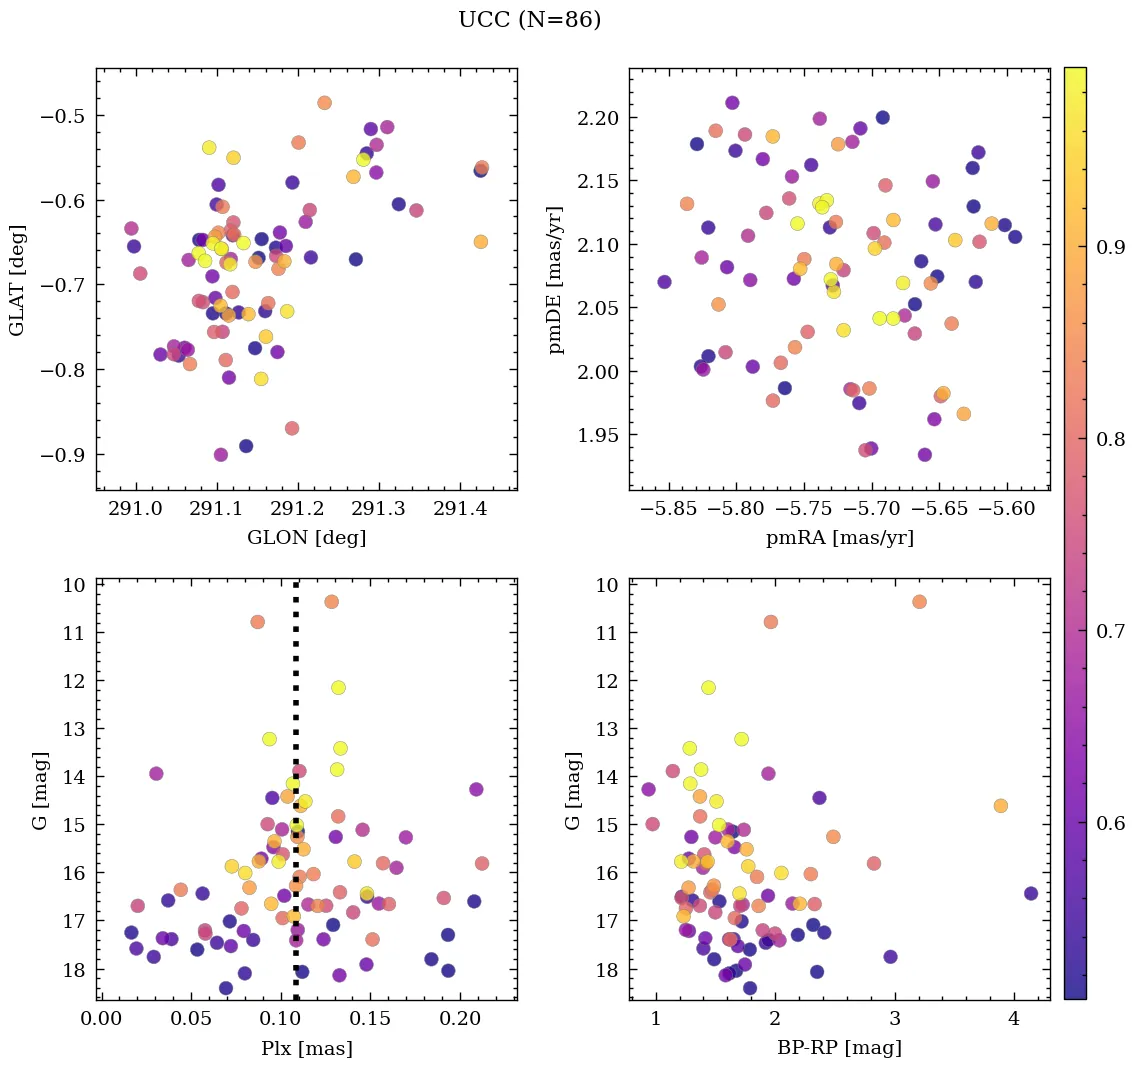 UCC (N=86)
−0.5
−0.6
−0.7
−0.8
−0.9
GLAT [deg]
291.0 291.1 291.2 291.3 291.4
GLON [deg]
2.20
2.15
2.10
2.05
2.00
1.95
pmDE [mas/yr]
−5.85 −5.80 −5.75 −5.70 −5.65 −5.60
pmRA [mas/yr]
10
11
12
13
14
15
16
17
18
G [mag]
0.00 0.05 0.10 0.15 0.20
Plx [mas]
10
11
12
13
14
15
16
17
18
G [mag]
1 2 3 4
BP-RP [mag]
0.9
0.8
0.7
0.6